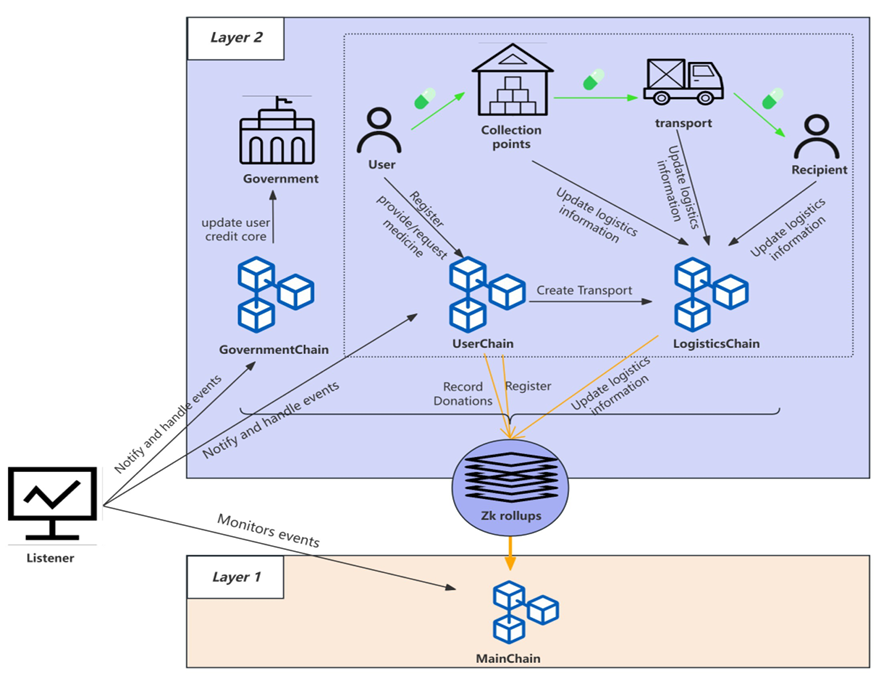 Layer 2
Government
User
Collection
points
transport
Recipient
update user
credit core
Register
provide/request
medicine
Update logistics
information
Update logistics
information
Update logistics
information
GovernmentChain
UserChain
Create Transport
LogisticsChain
Notify and handle events
Notify and handle events
Record
Donations
Register
Update logistics
information
Zk rollups
Listener
Monitors events
Layer 1
MainChain